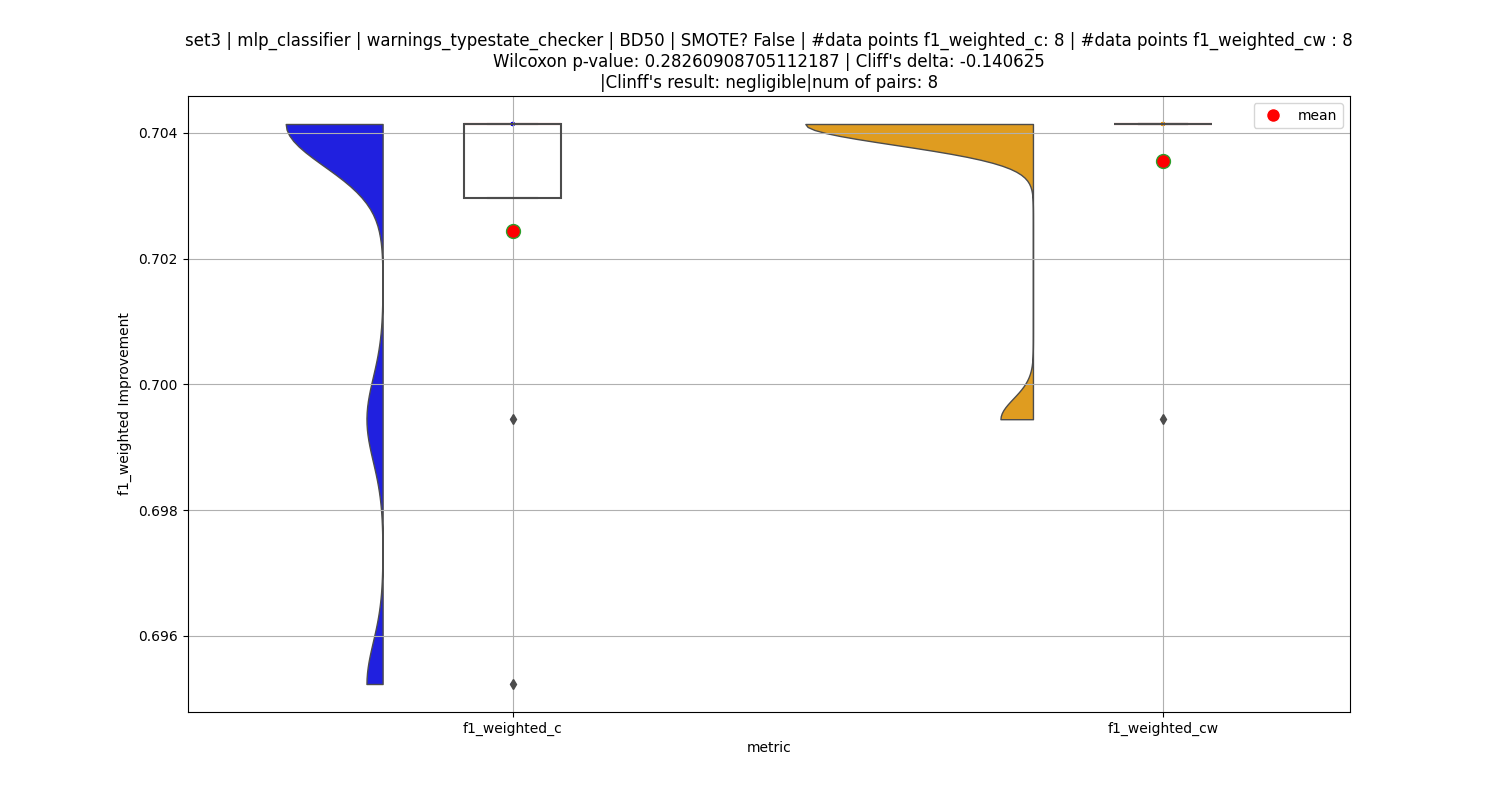 set3 | mlp_classifier | warnings_typestate_checker | BD50 | SMOTE? False | #data points f1_weighted_c: 8 | #data points f1_weighted_cw : 8
Wilcoxon p-value: 0.28260908705112187 | Cliff's delta: -0.140625
|Clinff's result: negligible|num of pairs: 8
mean
0.704
0.702
0.700
0.698
0.696
f1_weighted Improvement
f1_weighted_c
f1_weighted_cw
metric